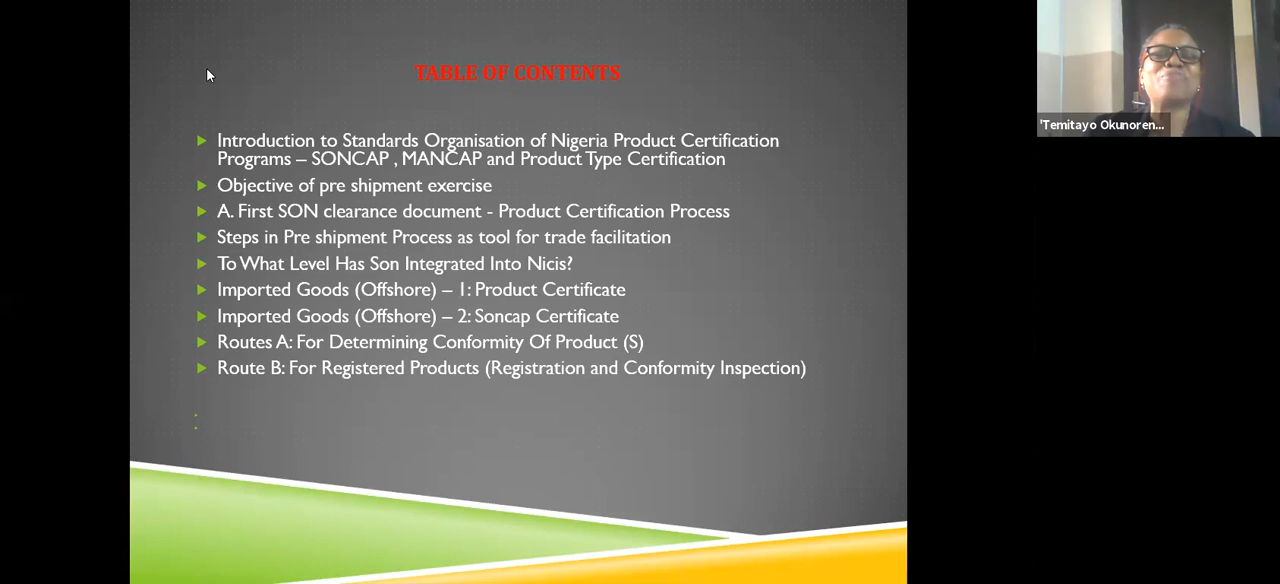 TABLE OF CONTENTS
Introduction to Standards Organisation of Nigeria Product Certification
Programs – SONCAP , MANCAP and Product Type Certification
Objective of pre shipment exercise
A. First SON clearance document - Product Certification Process
Steps in Pre shipment Process as tool for trade facilitation
To What Level Has Son Integrated Into Nicis?
Imported Goods (Offshore) – 1: Product Certificate
Imported Goods (Offshore) – 2: Soncap Certificate
Routes A: For Determining Conformity Of Product (S)
Route B: For Registered Products (Registration and Conformity Inspection)
'Temitayo Okunoren...